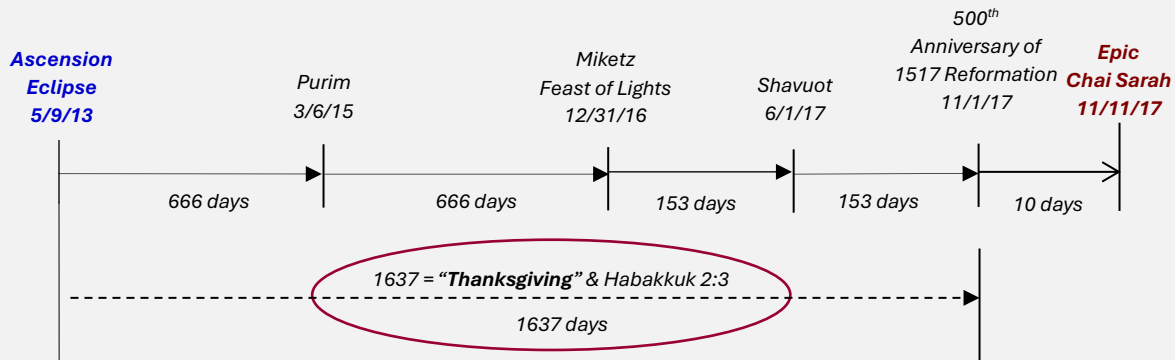 Ascension
Eclipse
5/9/13
Purim
3/6/15
Miketz
Feast of Lights
12/31/16
Shavuot
6/1/17
500th
Anniversary of
1517 Reformation
11/1/17
Epic
Chai Sarah
11/11/17
666 days
666 days
153 days
153 days
10 days
1637 = “Thanksgiving” & Habakkuk 2:3
1637 days